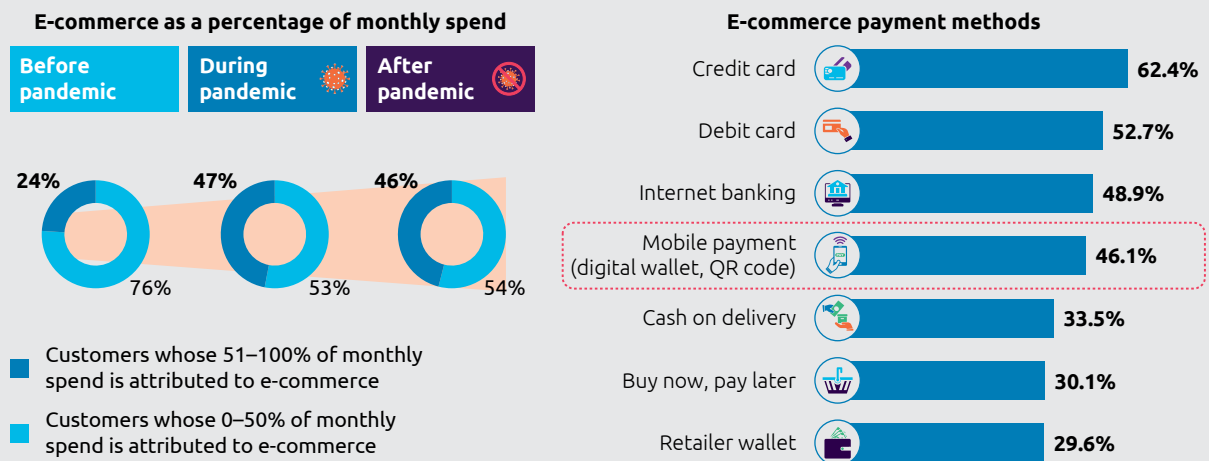 E-commerce as a percentage of monthly spend
Before
pandemic
During
pandemic
After
pandemic
24%
76%
47%
53%
46%
54%
Customers whose 51–100% of monthly
spend is attributed to e-commerce
Customers whose 0–50% of monthly
spend is attributed to e-commerce
E-commerce payment methods
Credit card 62.4%
Debit card 52.7%
Internet banking 48.9%
Mobile payment
(digital wallet, QR code) 46.1%
Cash on delivery 33.5%
Buy now, pay later 30.1%
Retailer wallet 29.6%